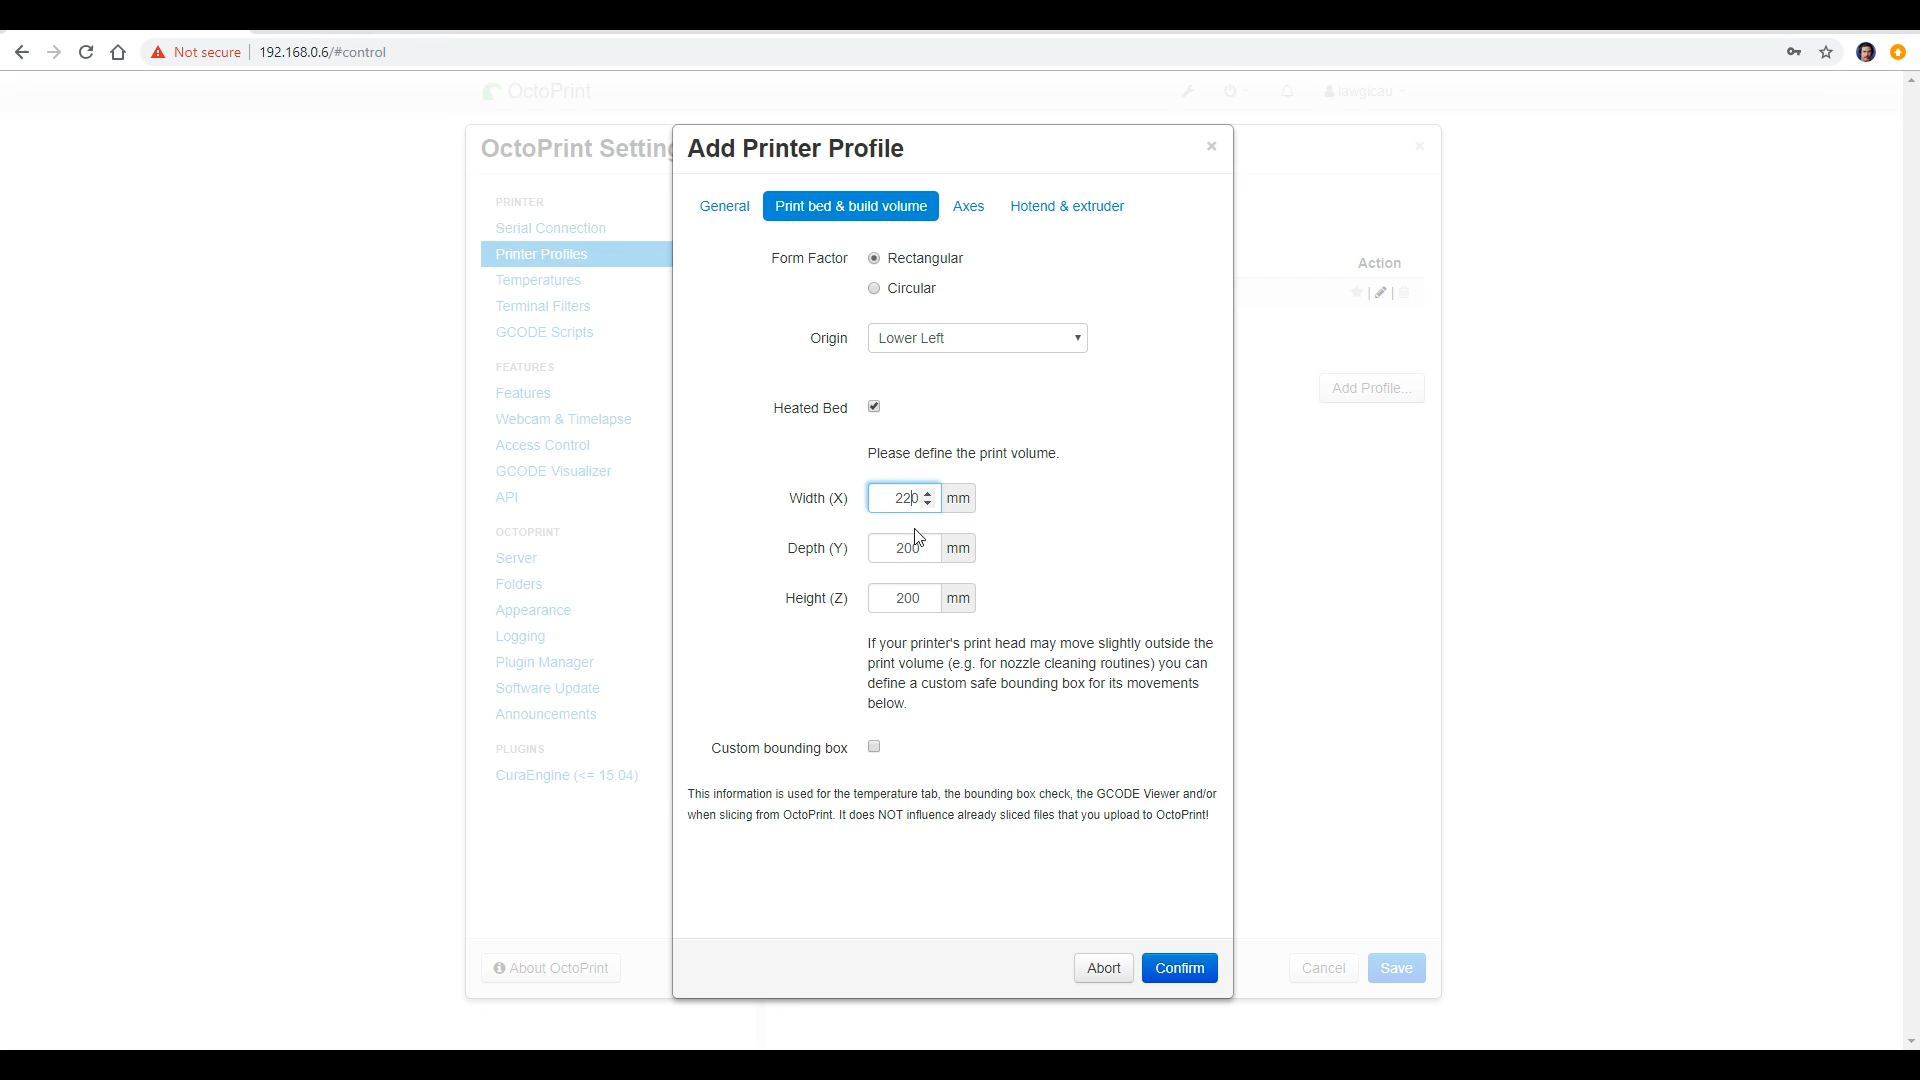 Not secure 192.168.0.6/#control
OctoPrint
lawgicau
OctoPrint Setting
Add Printer Profile
×
×
PRINTER
Serial Connection
Printer Profiles
Temperatures
Terminal Filters
GCODE Scripts
FEATURES
Features
Webcam & Timelapse
Access Control
GCODE Visualizer
API
OCTOPRINT
Server
Folders
Appearance
Logging
Plugin Manager
Software Update
Announcements
PLUGINS
CuraEngine (<= 15.04)
About OctoPrint
General Print bed & build volume Axes Hotend & extruder
Form Factor Rectangular
Circular
Origin Lower Left
Heated Bed
Please define the print volume.
Width (X) 220 mm
Depth (Y) 200 mm
Height (Z) 200 mm
If your printer's print head may move slightly outside the
print volume (e.g. for nozzle cleaning routines) you can
define a custom safe bounding box for its movements
below.
Custom bounding box
This information is used for the temperature tab, the bounding box check, the GCODE Viewer and/or
when slicing from OctoPrint. It does NOT influence already sliced files that you upload to OctoPrint!
Abort Confirm
Action
| |
Add Profile...
Cancel Save